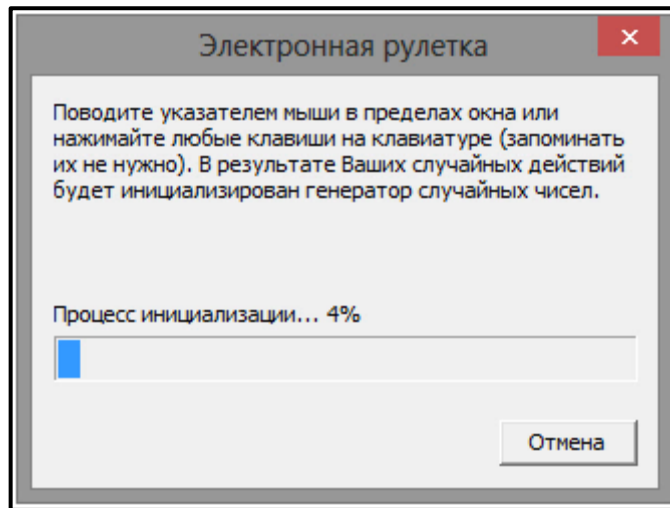 Электронная рулетка
Поводите указателем мыши в пределах окна или
нажимайте любые клавиши на клавиатуре (запоминать
их не нужно). В результате Ваших случайных действий
будет инициализирован генератор случайных чисел.
Процесс инициализации... 4%
Отмена